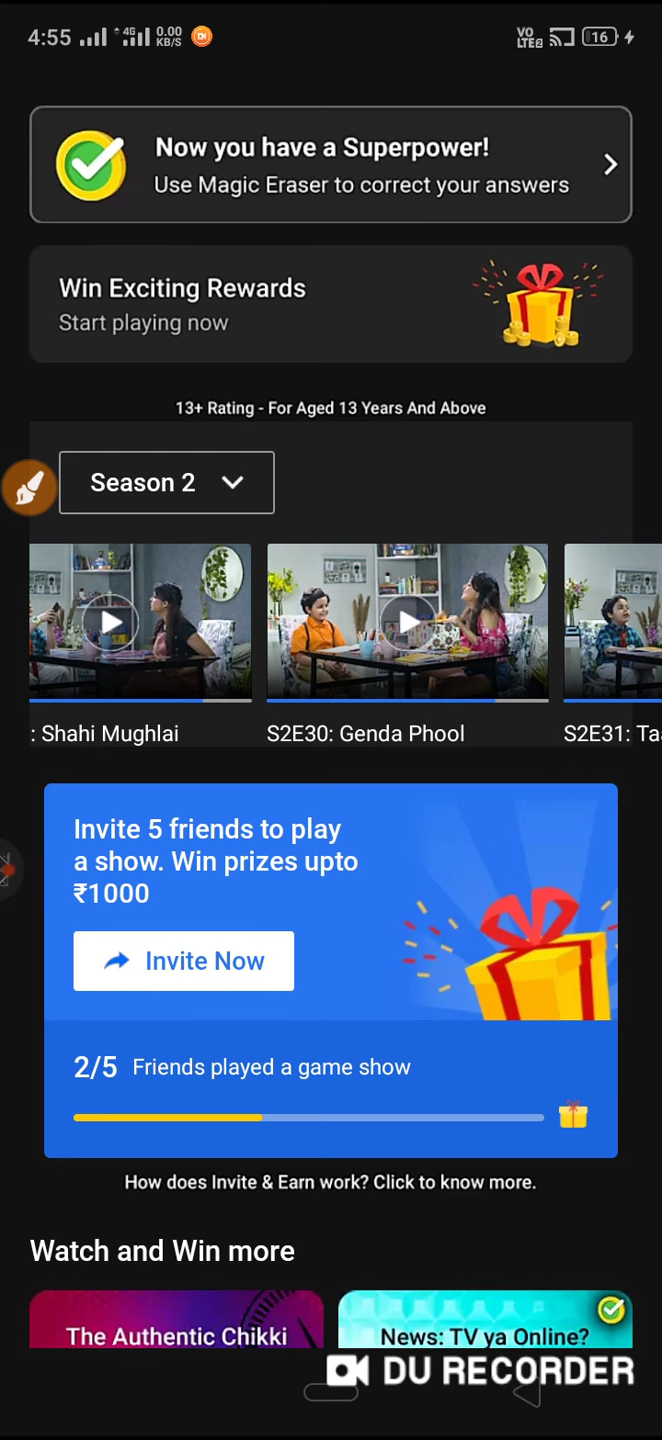 4:55 4G 0.00 KB/S VO LTE2 16
Now you have a Superpower!
Use Magic Eraser to correct your answers
Win Exciting Rewards
Start playing now
13+ Rating - For Aged 13 Years And Above
Season 2
: Shahi Mughlai S2E30: Genda Phool S2E31: Taa
Invite 5 friends to play
a show. Win prizes upto
₹1000
Invite Now
2/5 Friends played a game show
How does Invite & Earn work? Click to know more.
Watch and Win more
The Authentic Chikki News: TV ya Online?
DU RECORDER